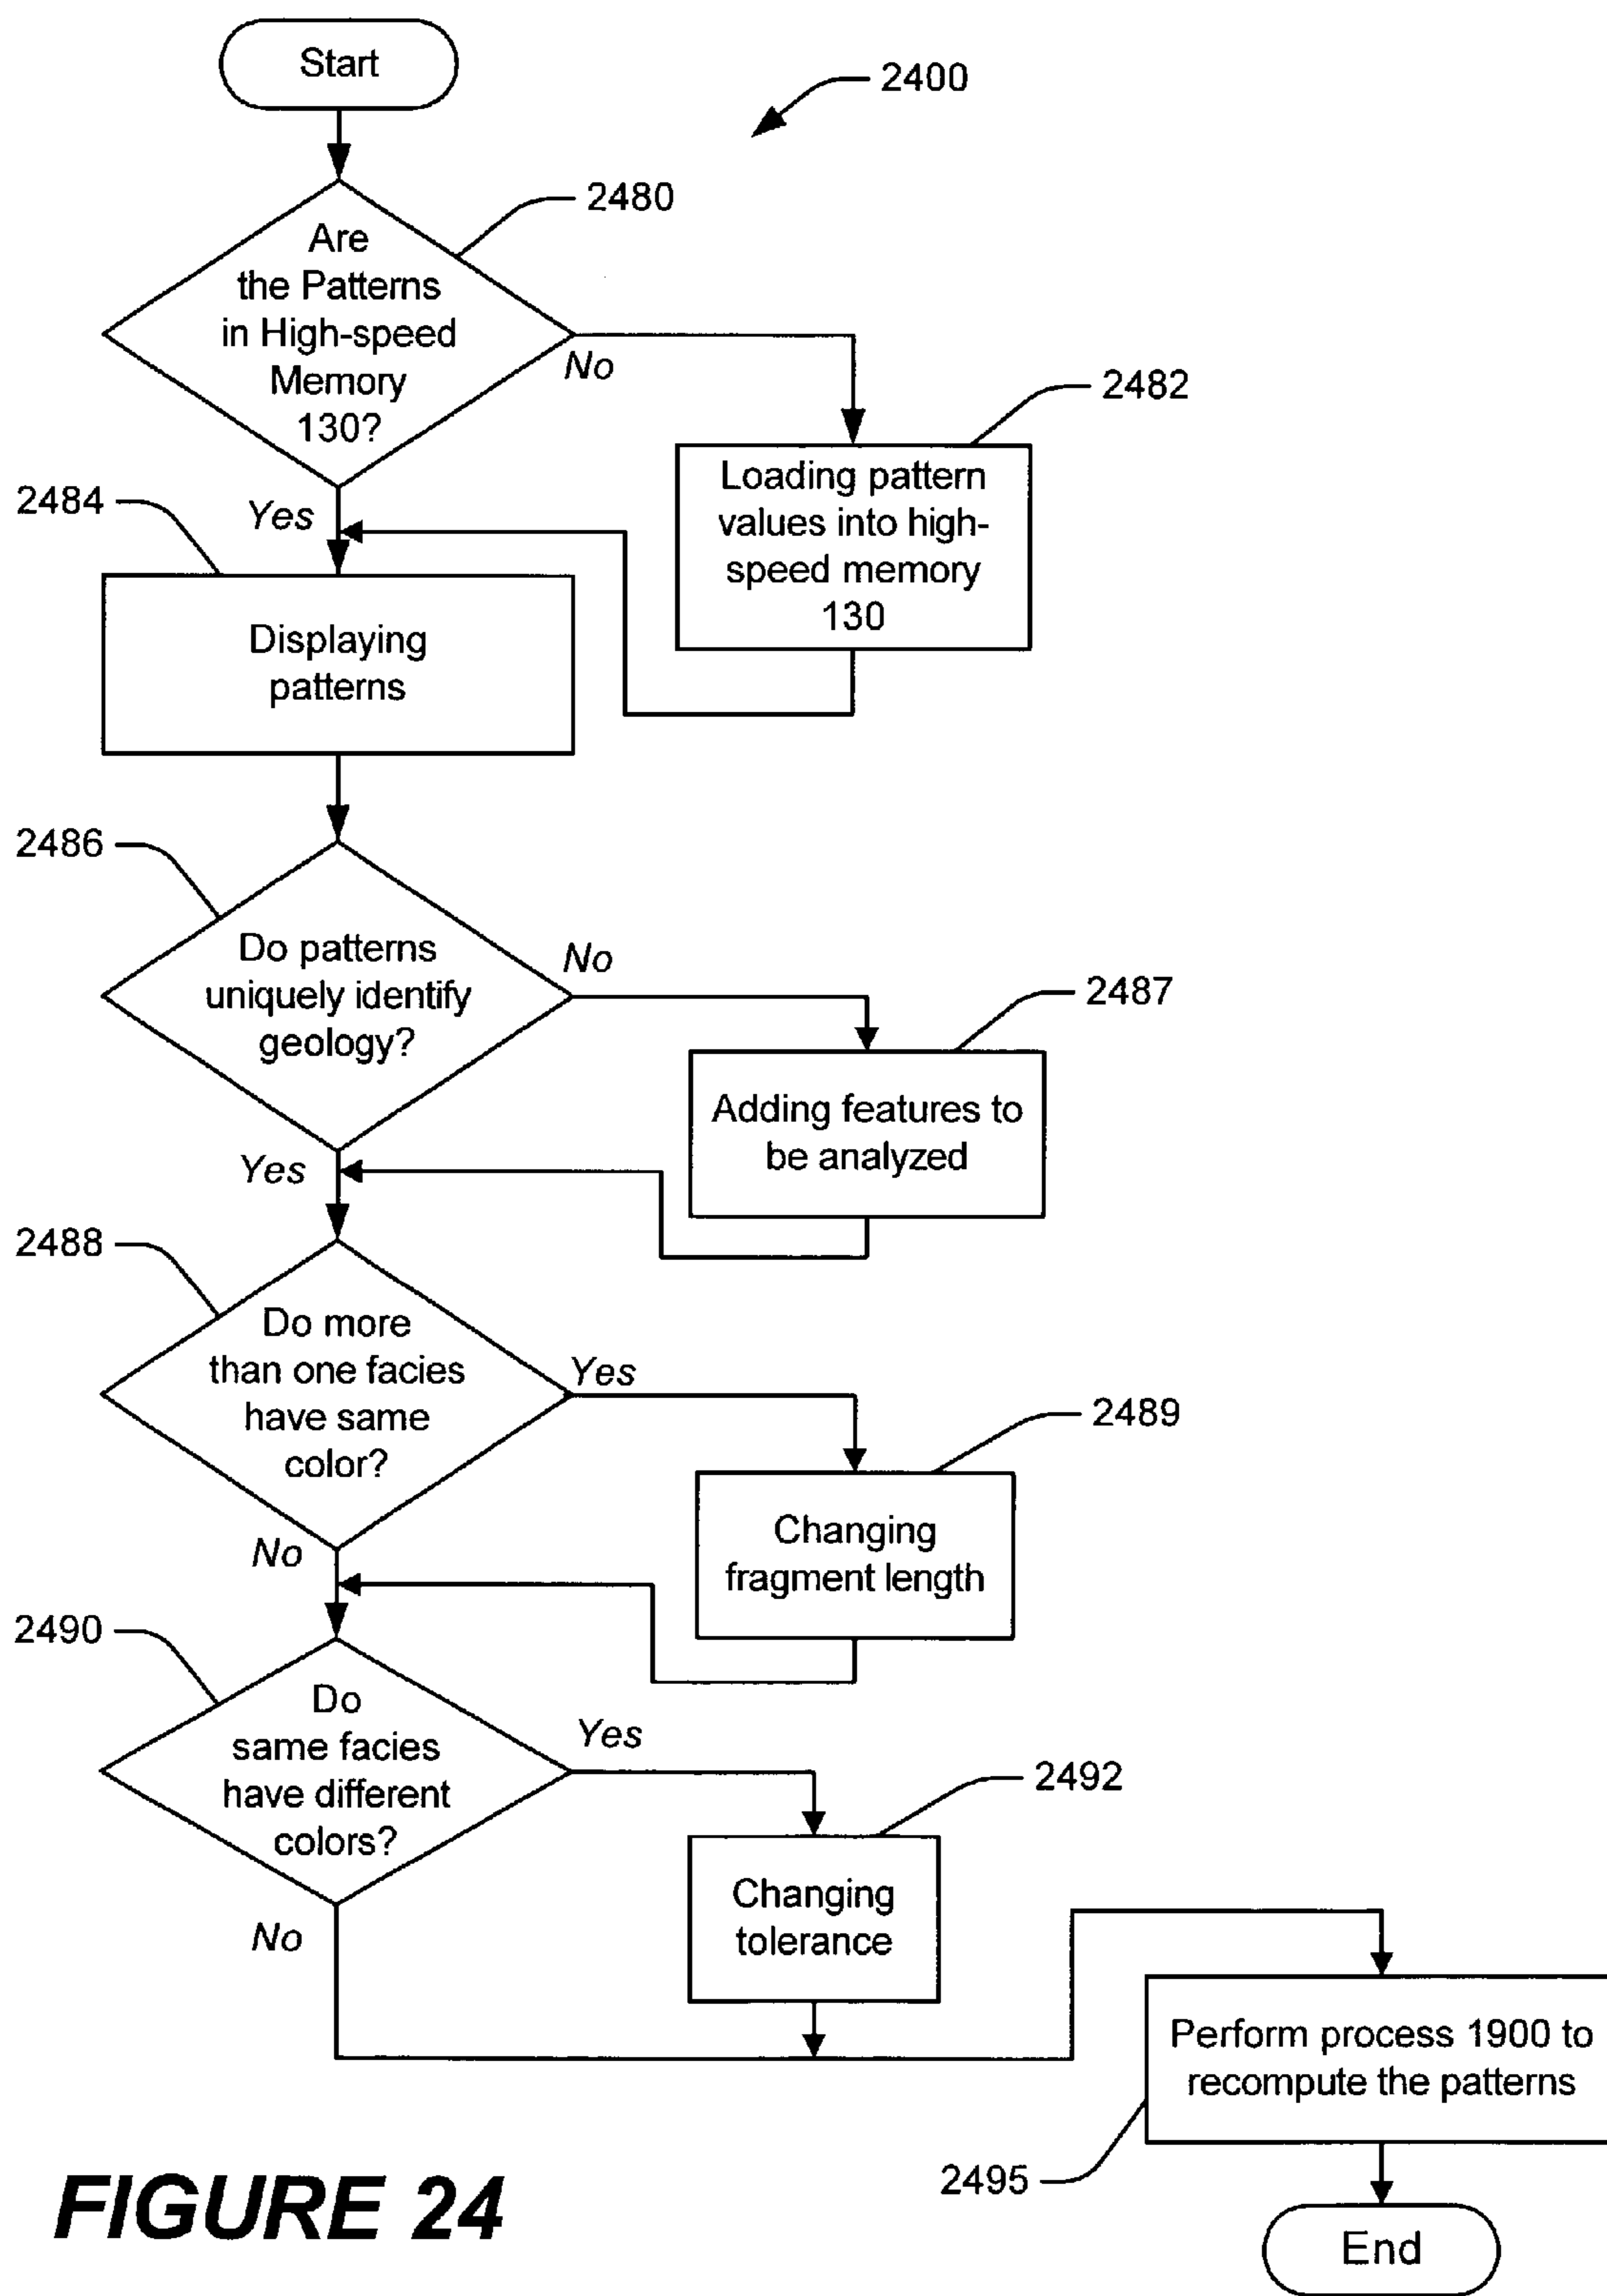 Start
2400
2480
Are
the Patterns
in High-speed
Memory
130?
No
2482
Loading pattern
values into high-
speed memory
130
2484
Yes
Displaying
patterns
2486
Do patterns
uniquely identify
geology?
No
2487
Adding features to
be analyzed
Yes
2488
Do more
than one facies
have same
color?
Yes
2489
Changing
fragment length
No
2490
Do
same facies
have different
colors?
Yes
2492
Changing
tolerance
No
Perform process 1900 to
recompute the patterns
2495
End
FIGURE 24